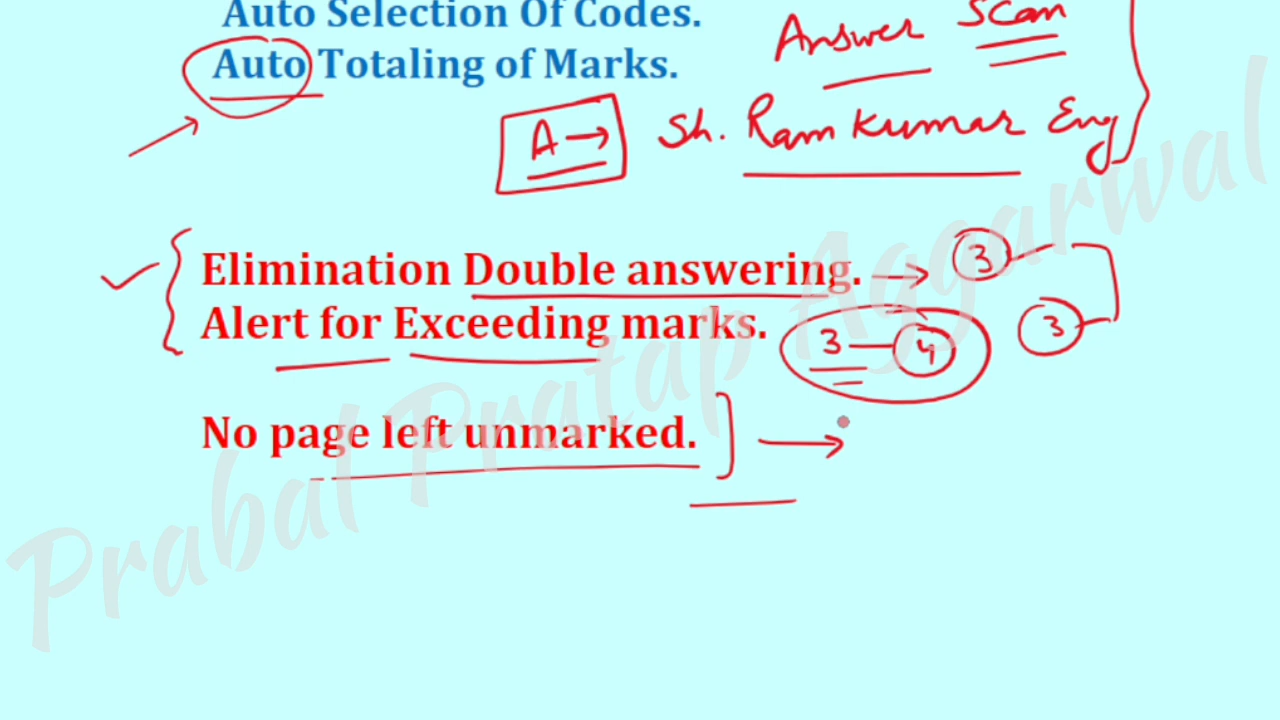 Auto Selection Of Codes.
Answer Scan
Auto Totaling of Marks.
A → Sh. Ram Kumar Eng
Elimination Double answering. → 3
Alert for Exceeding marks. 3 — 4 3
No page left unmarked. →
Prabal Pratap Aggarwal